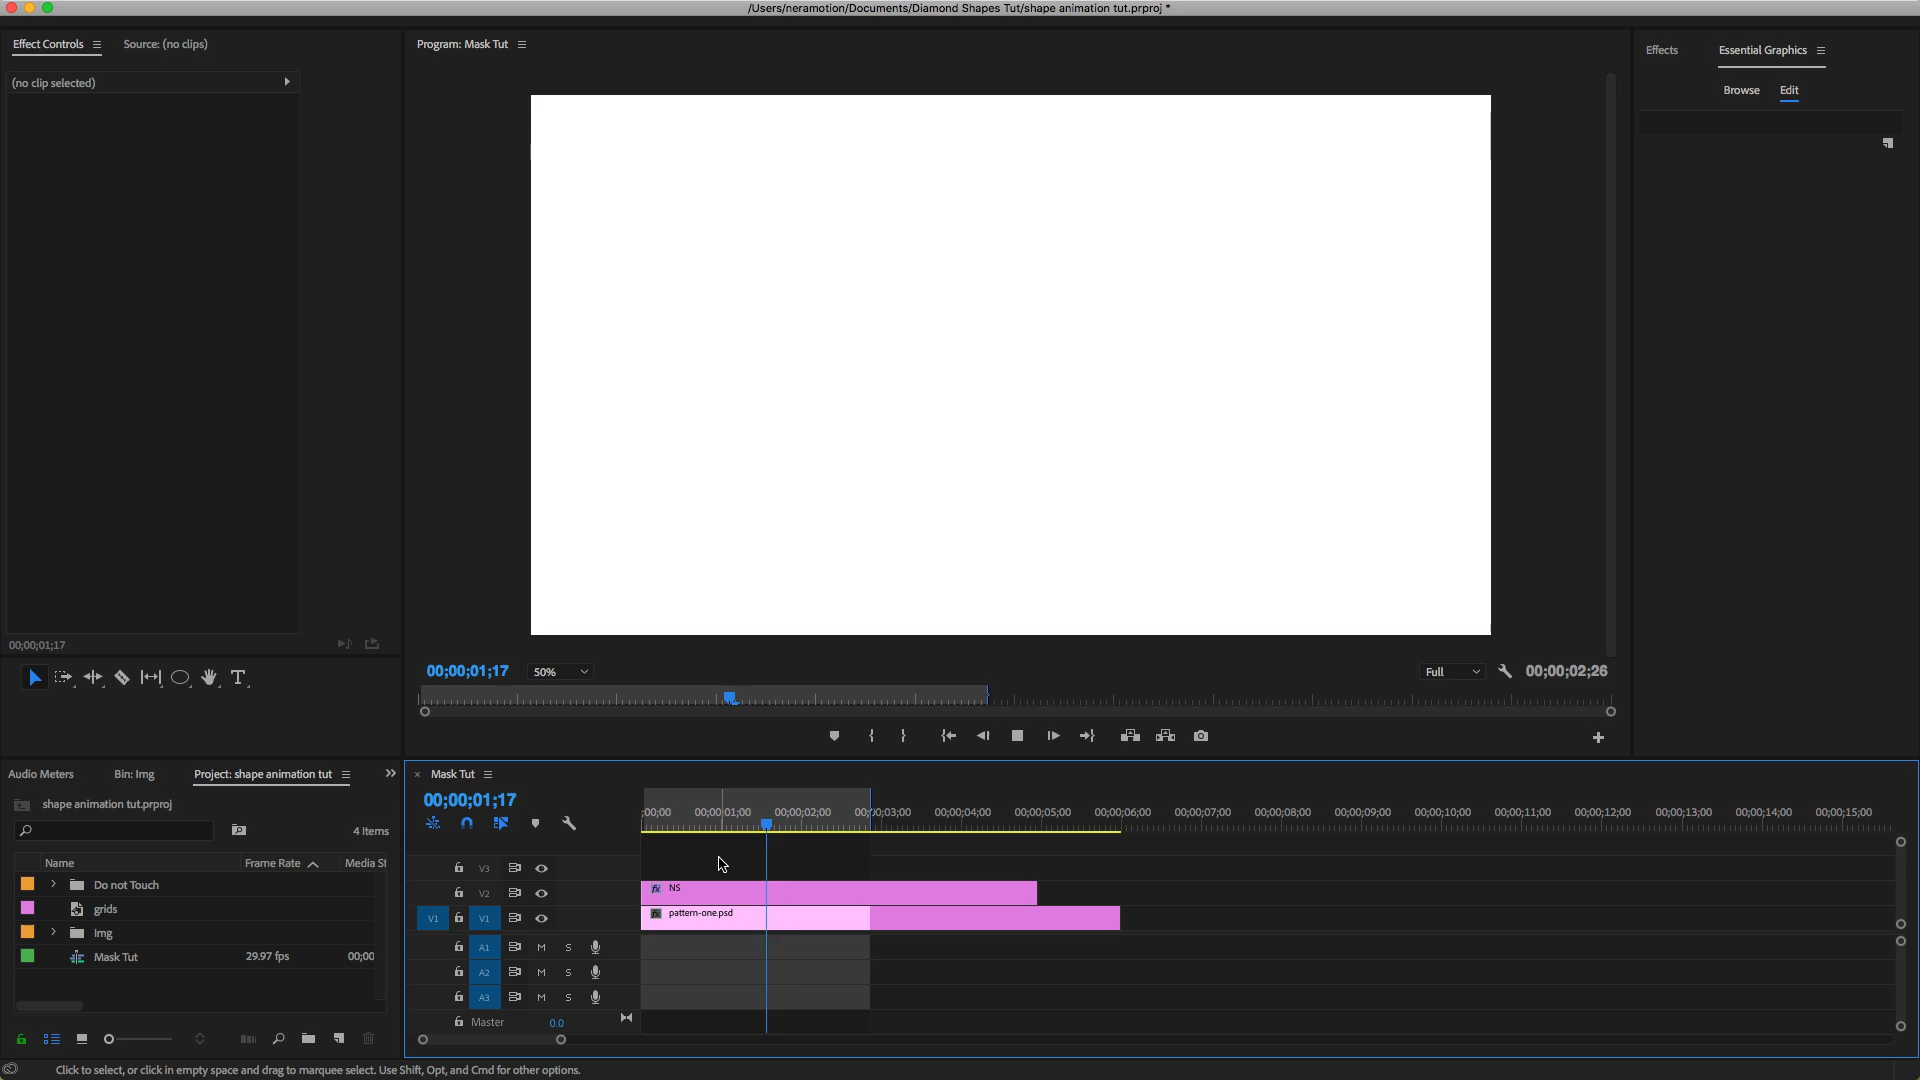 /Users/neramotion/Documents/Diamond Shapes Tut/shape animation tut.prproj *
Effect Controls
Source: (no clips)
Program: Mask Tut
Effects
Essential Graphics
(no clip selected)
Browse
Edit
00;00;01;17
00;00;01;17
50%
Full
00;00;02;26
T
Audio Meters
Bin: Img
Project: shape animation tut
Mask Tut
shape animation tut.prproj
4 Items
00;00;01;17
;00;00
00;00;01;00
00;00;02;00
00;00;03;00
00;00;04;00
00;00;05;00
00;00;06;00
00;00;07;00
00;00;08;00
00;00;09;00
00;00;10;00
00;00;11;00
00;00;12;00
00;00;13;00
00;00;14;00
00;00;15;00
Name
Frame Rate
Media St
Do not Touch
grids
Img
Mask Tut
29.97 fps
00;00
V3
V2
fx NS
V1
V1
fx pattern-one.psd
A1 M S
A2 M S
A3 M S
Master
0.0
Click to select, or click in empty space and drag to marquee select. Use Shift, Opt, and Cmd for other options.